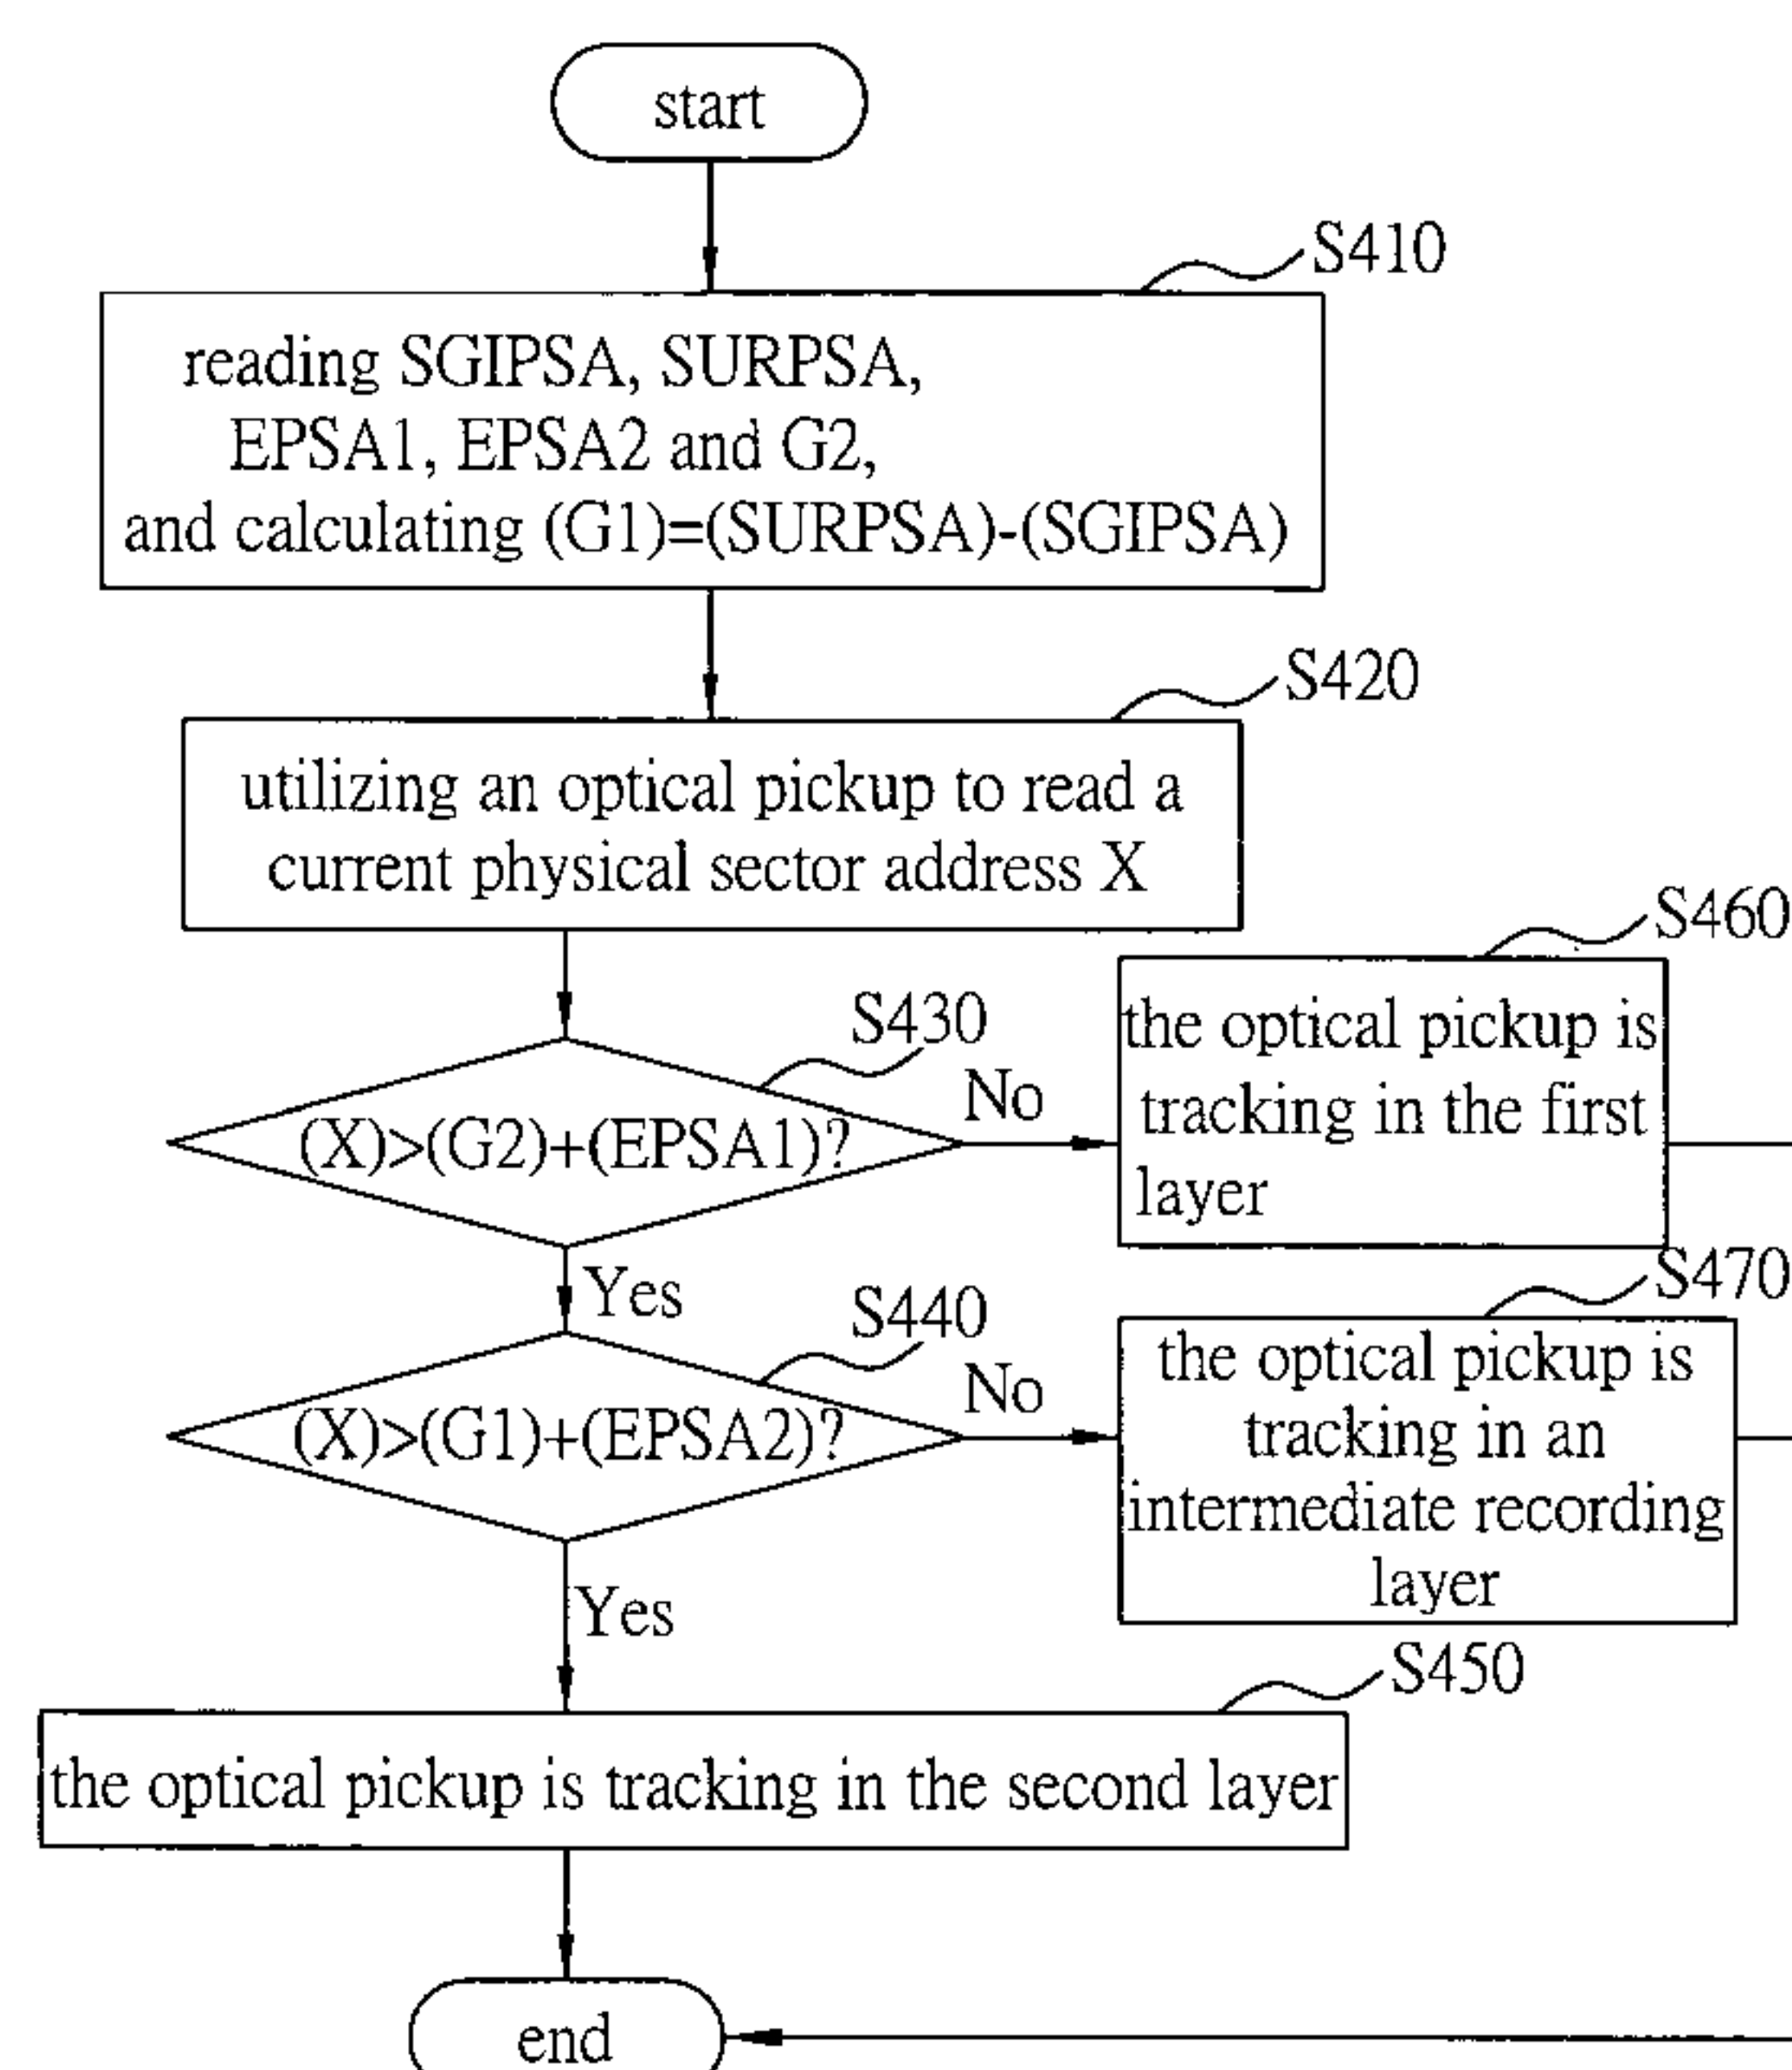 start
S410
reading SGIPSA, SURPSA,
EPSA1, EPSA2 and G2,
and calculating (G1)=(SURPSA)-(SGIPSA)
S420
utilizing an optical pickup to read a
current physical sector address X
S430
(X)>(G2)+(EPSA1)?
No
S460
the optical pickup is
tracking in the first
layer
Yes
S440
(X)>(G1)+(EPSA2)?
No
S470
the optical pickup is
tracking in an
intermediate recording
layer
Yes
S450
the optical pickup is tracking in the second layer
end